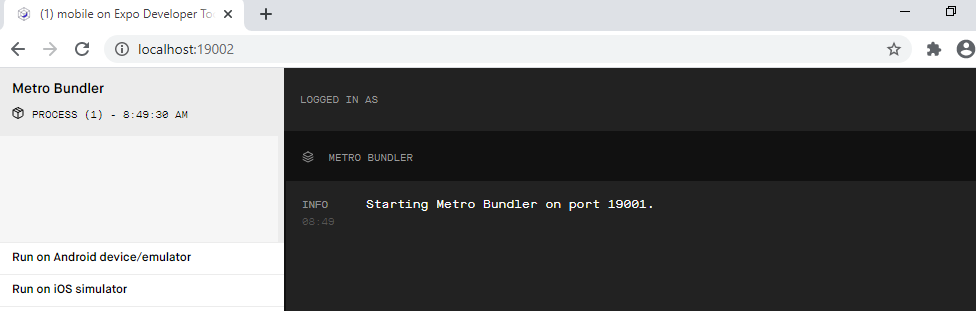 (1) mobile on Expo Developer Too
localhost:19002
Metro Bundler
PROCESS (1) - 8:49:30 AM
LOGGED IN AS
METRO BUNDLER
INFO
Starting Metro Bundler on port 19001.
08:49
Run on Android device/emulator
Run on iOS simulator